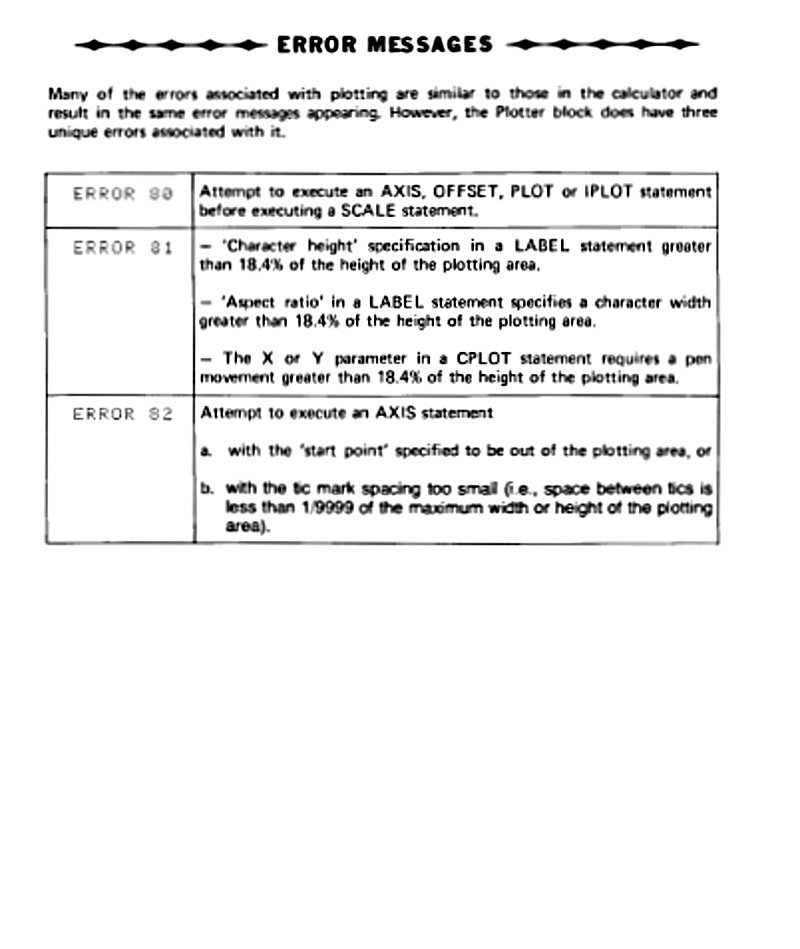 ERROR MESSAGES
Many of the errors associated with plotting are similar to those in the calculator and
result in the same error messages appearing. However, the Plotter block does have three
unique errors associated with it.
ERROR 80
Attempt to execute an AXIS, OFFSET, PLOT or IPLOT statement
before executing a SCALE statement.
ERROR 81
– 'Character height' specification in a LABEL statement greater
than 18.4% of the height of the plotting area.
– 'Aspect ratio' in a LABEL statement specifies a character width
greater than 18.4% of the height of the plotting area.
– The X or Y parameter in a CPLOT statement requires a pen
movement greater than 18.4% of the height of the plotting area.
ERROR 82
Attempt to execute an AXIS statement
a. with the 'start point' specified to be out of the plotting area, or
b. with the tic mark spacing too small (i.e., space between tics is
less than 1/9999 of the maximum width or height of the plotting
area).